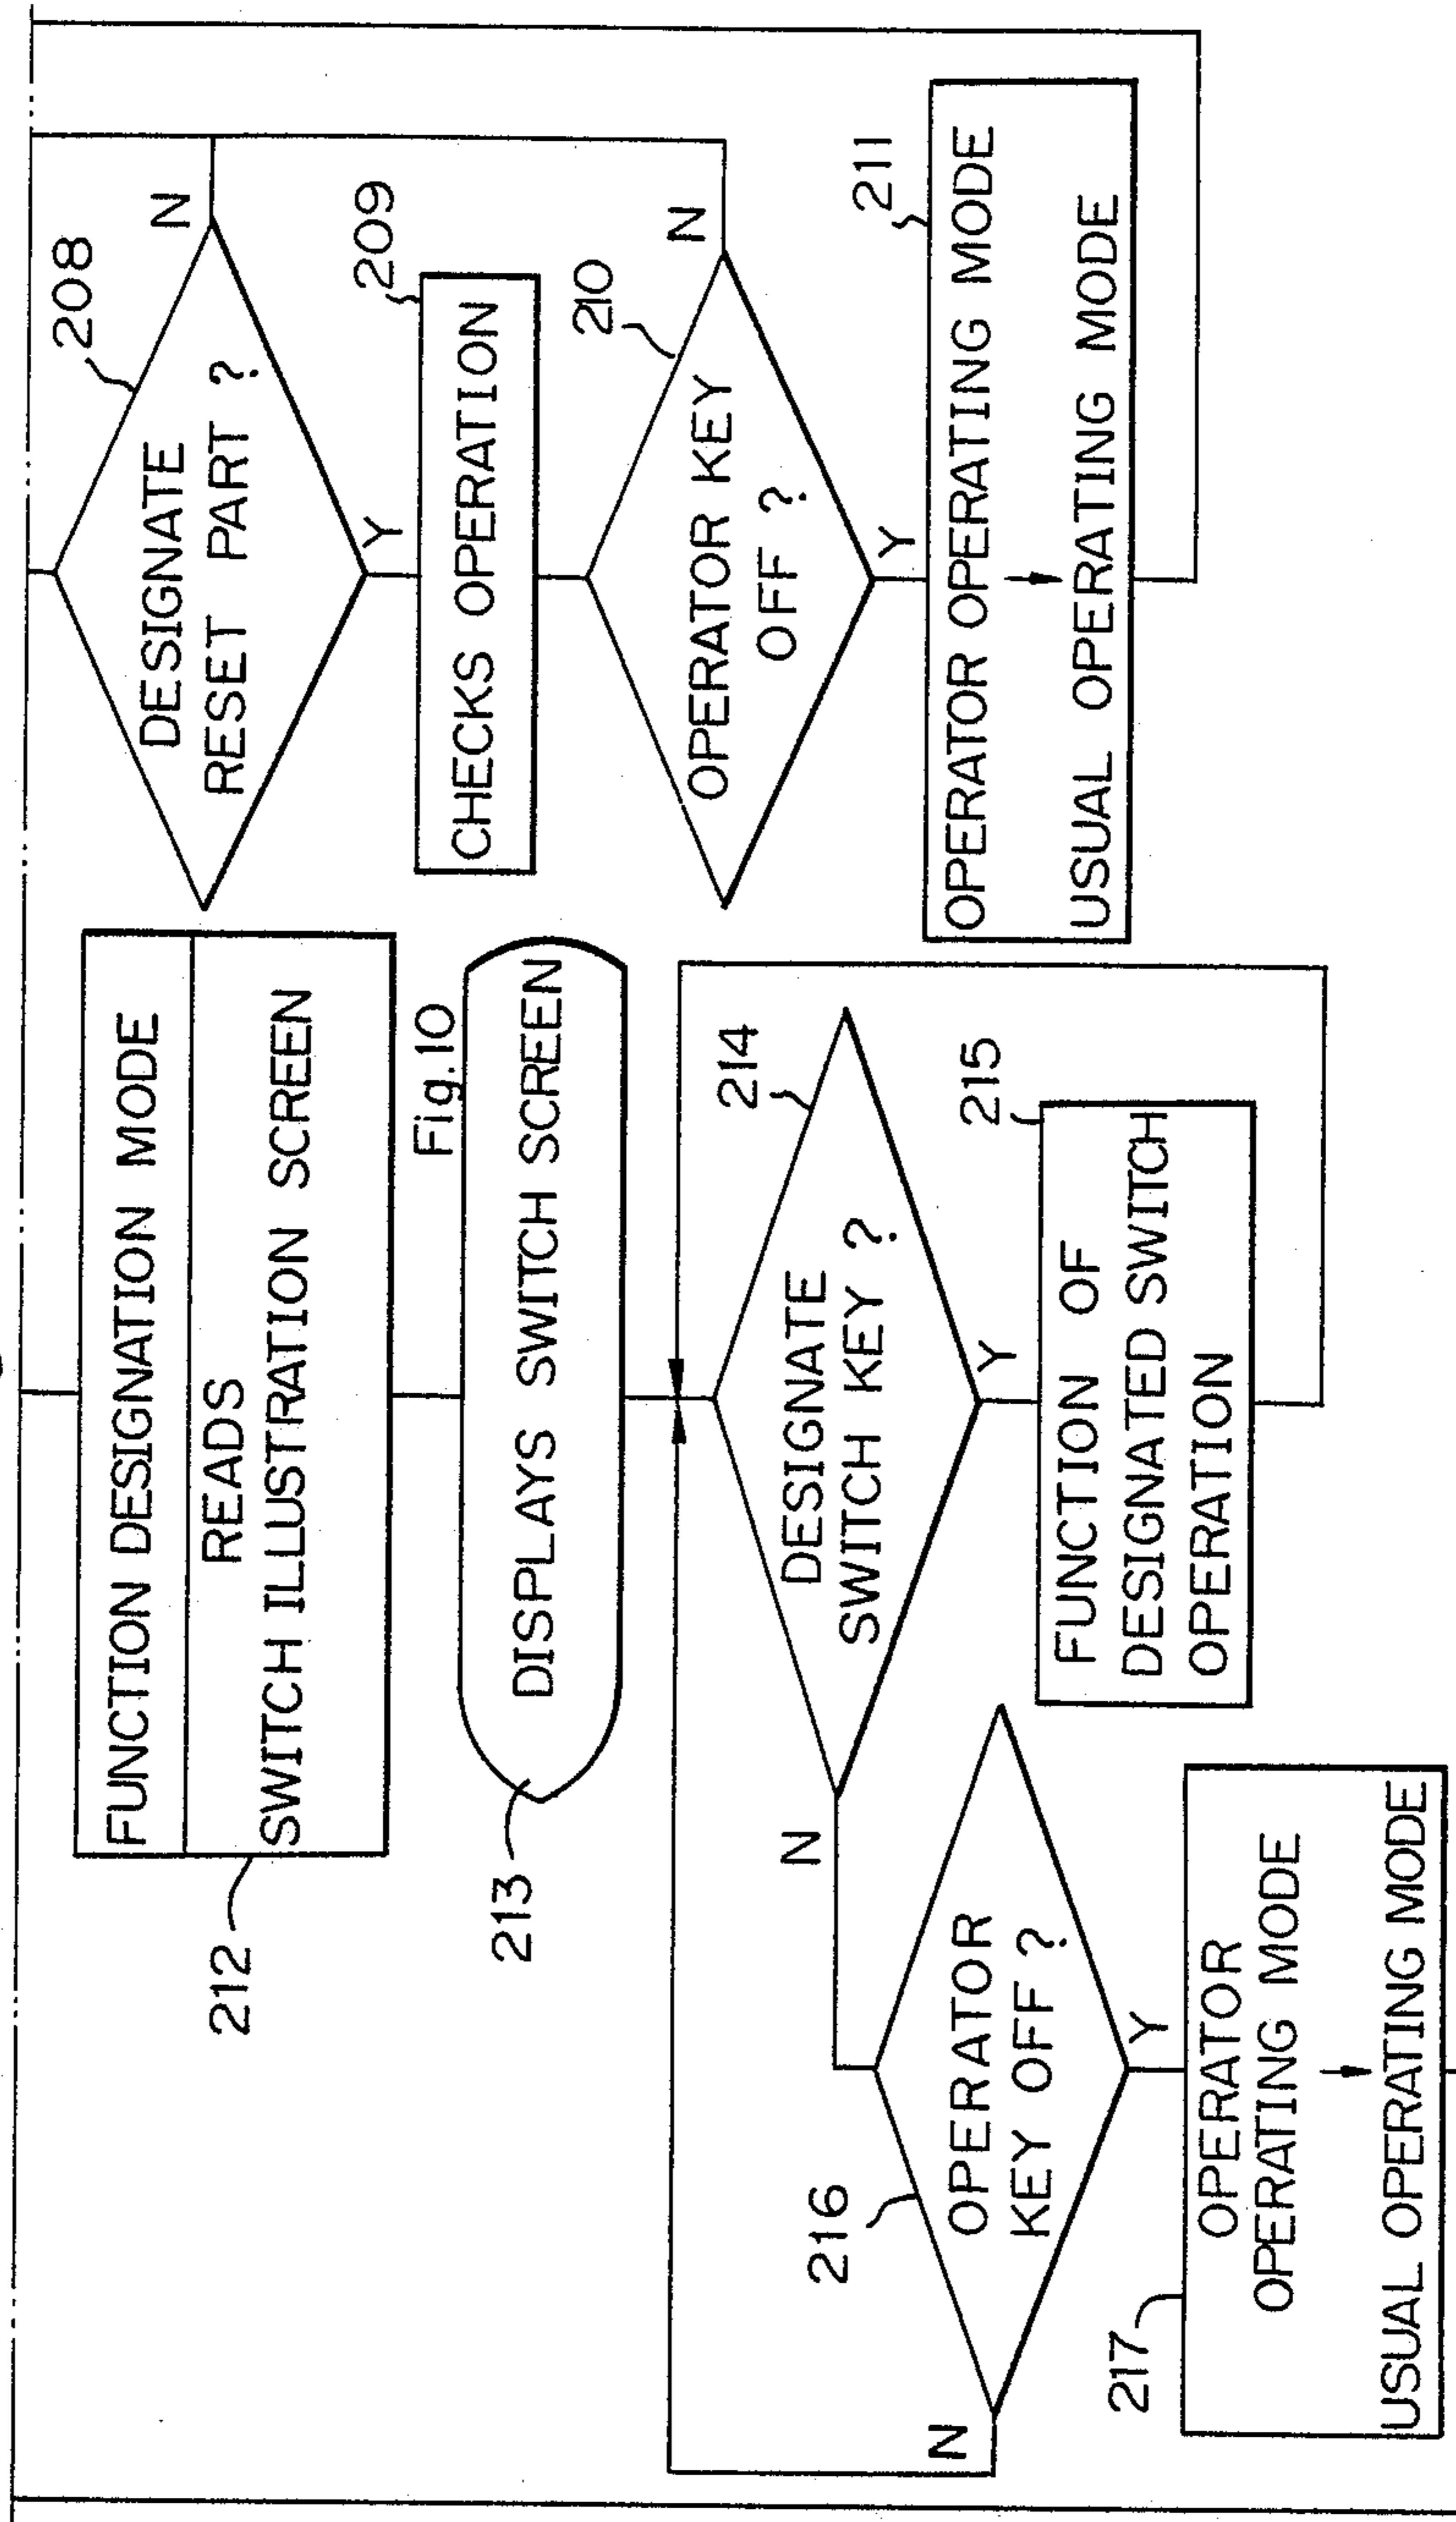 212
FUNCTION DESIGNATION MODE
READS
SWITCH ILLUSTRATION SCREEN
Fig.10
213
DISPLAYS SWITCH SCREEN
214
DESIGNATE
SWITCH KEY ?
N
Y
215
FUNCTION OF
DESIGNATED SWITCH
OPERATION
216
OPERATOR
KEY OFF ?
N
Y
217
OPERATOR
OPERATING MODE
USUAL OPERATING MODE
208
DESIGNATE
RESET PART ?
N
Y
209
CHECKS OPERATION
210
OPERATOR KEY
OFF ?
N
Y
211
OPERATOR OPERATING MODE
USUAL OPERATING MODE